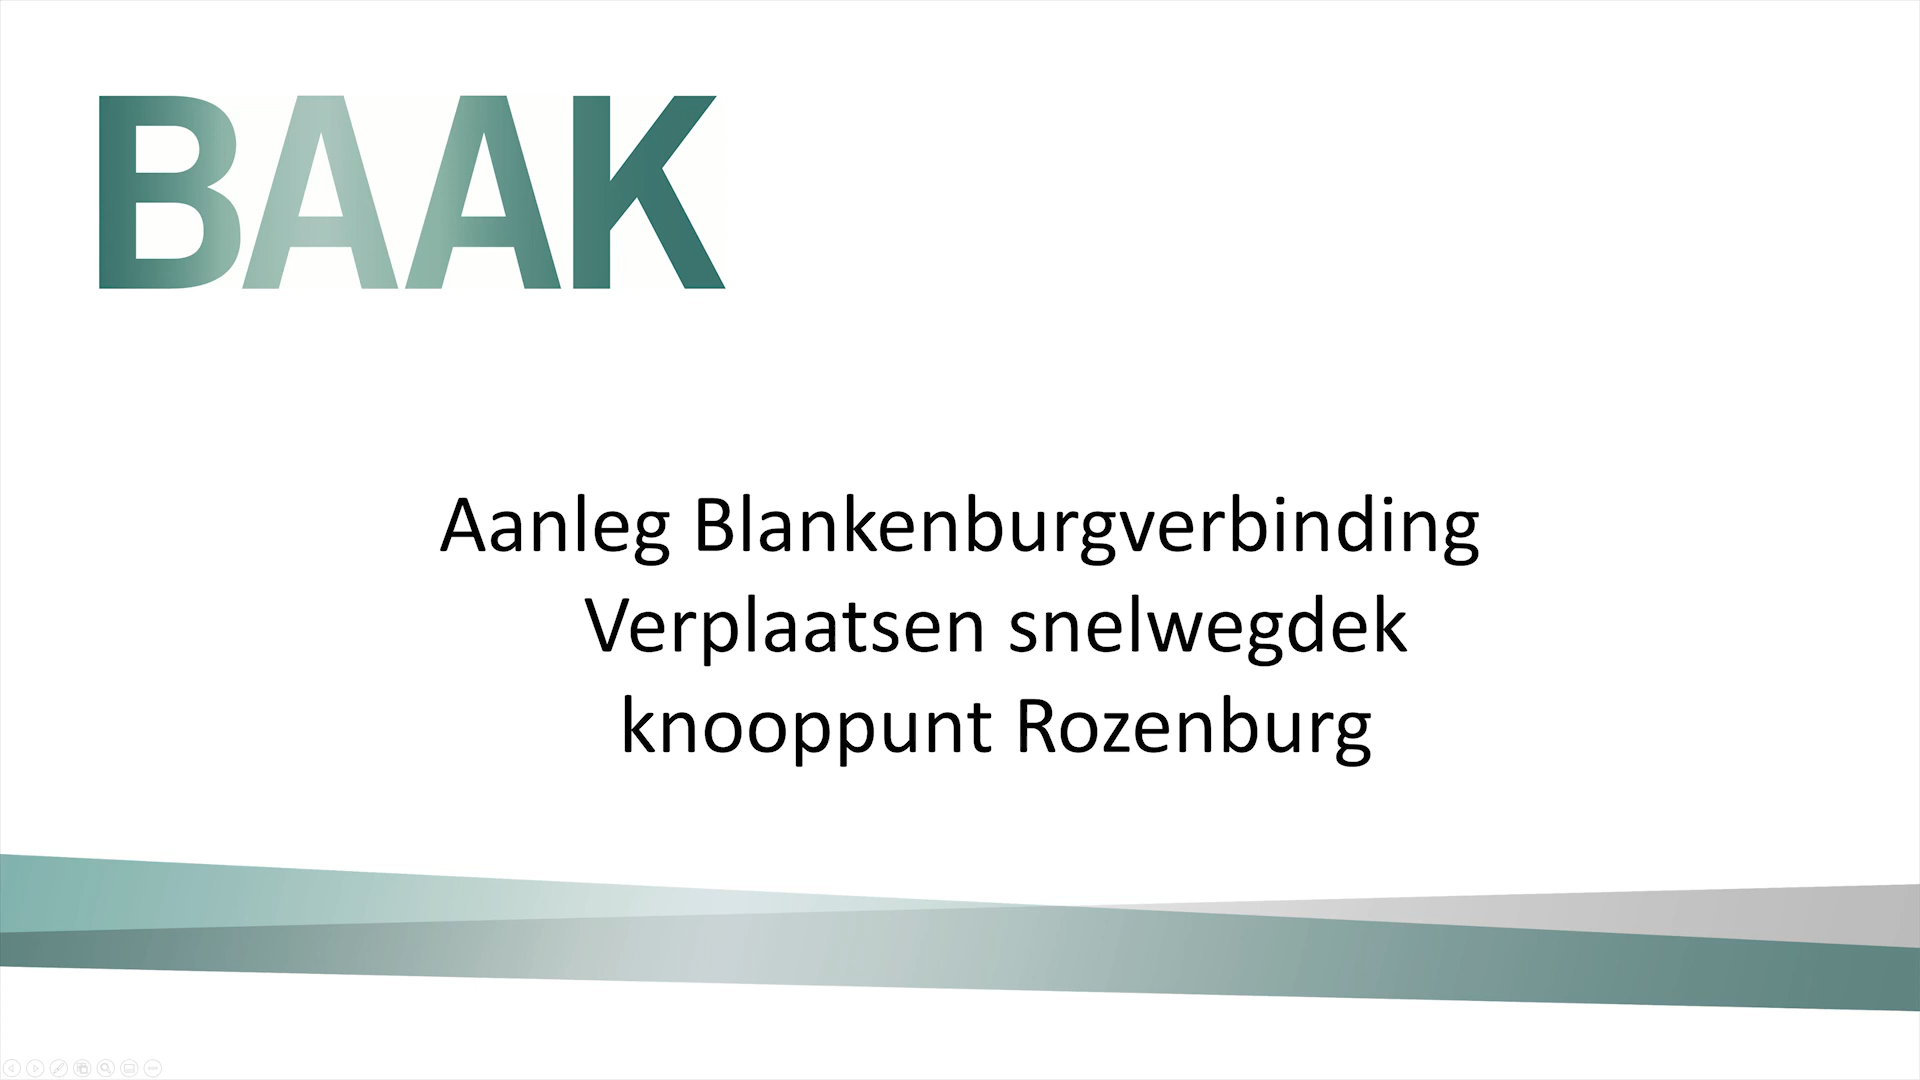 BAAK
Aanleg Blankenburgverbinding
Verplaatsen snelwegdek
knooppunt Rozenburg